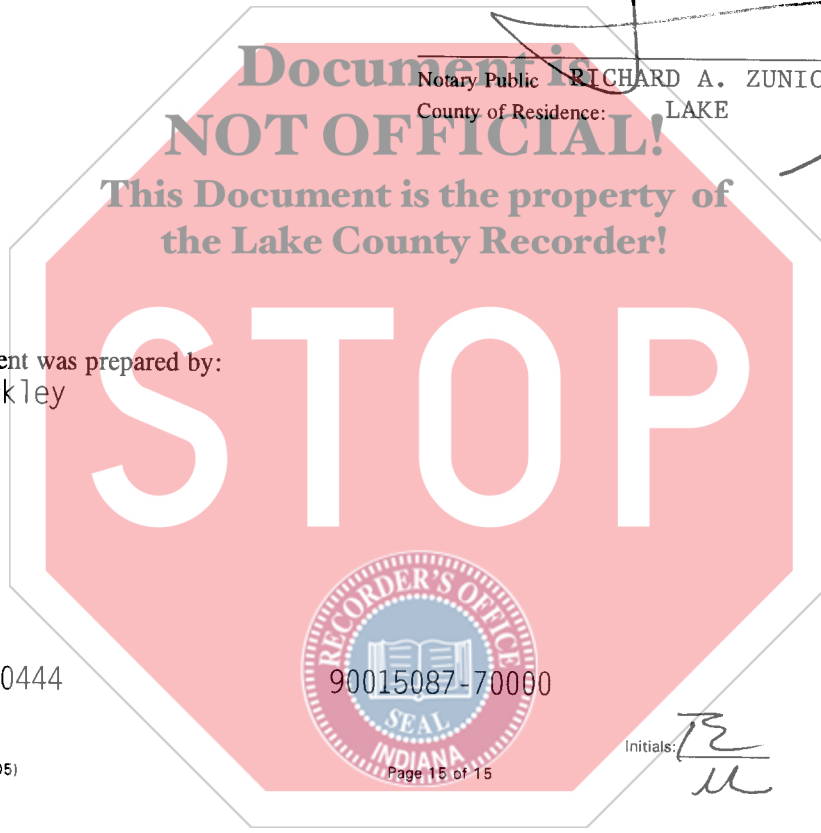 Document is
Notary Public RICHARD A. ZUNIC
NOT OFFICIAL!
County of Residence: LAKE
This Document is the property of
the Lake County Recorder!
ent was prepared by:
kley
STOP
RECORDER'S OFFICE
0444
90015087-70000
SEAL
INDIANA
Initials:
05)
Page 15 of 15